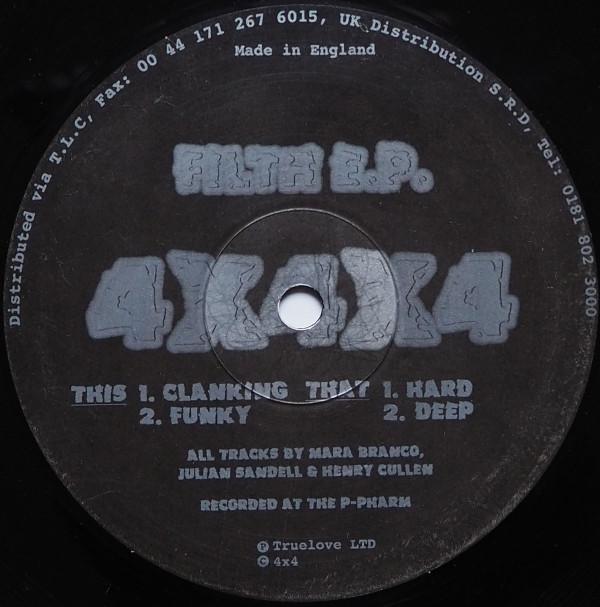 Distributed via T.L.C, Fax: 00 44 171 267 6015, UK Distribution S.R.D, Tel: 0181 802 3000
Made in England
FILTH E.P.
4X4X4
THIS 1. CLANKING THAT 1. HARD
2. FUNKY 2. DEEP
ALL TRACKS BY MARA BRANCO,
JULIAN SANDELL & HENRY CULLEN
RECORDED AT THE P-PHARM
Ⓟ Truelove LTD
© 4x4